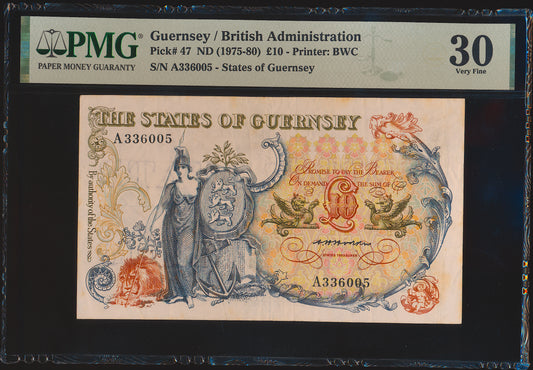 PMG
PAPER MONEY GUARANTY
Guernsey / British Administration
Pick# 47 ND (1975-80) £10 - Printer: BWC
S/N A336005 - States of Guernsey
30
Very Fine
THE STATES OF GUERNSEY
A336005
PROMISE TO PAY THE BEARER
ON DEMAND THE SUM OF
By authority of the States
£10
STATES TREASURER
A336005